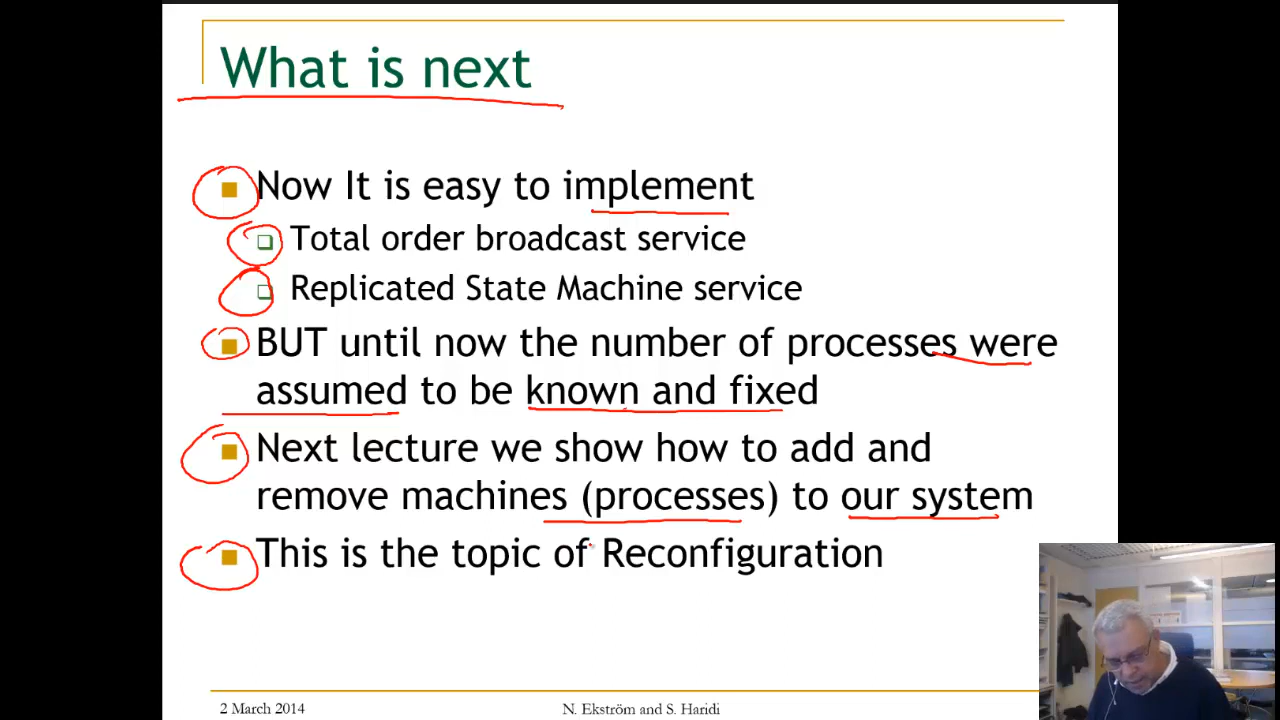 What is next
Now It is easy to implement
Total order broadcast service
Replicated State Machine service
BUT until now the number of processes were
assumed to be known and fixed
Next lecture we show how to add and
remove machines (processes) to our system
This is the topic of Reconfiguration
2 March 2014
N. Ekström and S. Haridi